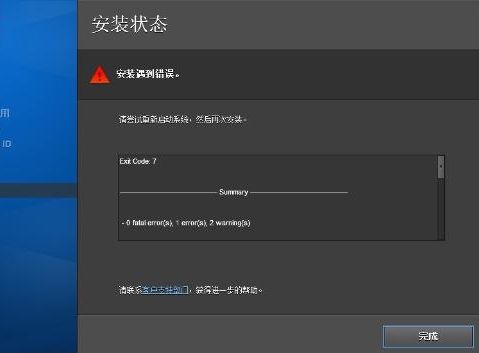 安装状态
安装遇到错误。
用
ID
请尝试重新启动系统，然后再次安装。
Exit Code: 7
Summary
- 0 fatal error(s), 1 error(s), 2 warning(s)
请联系客户支持部门，获得进一步的帮助。
完成